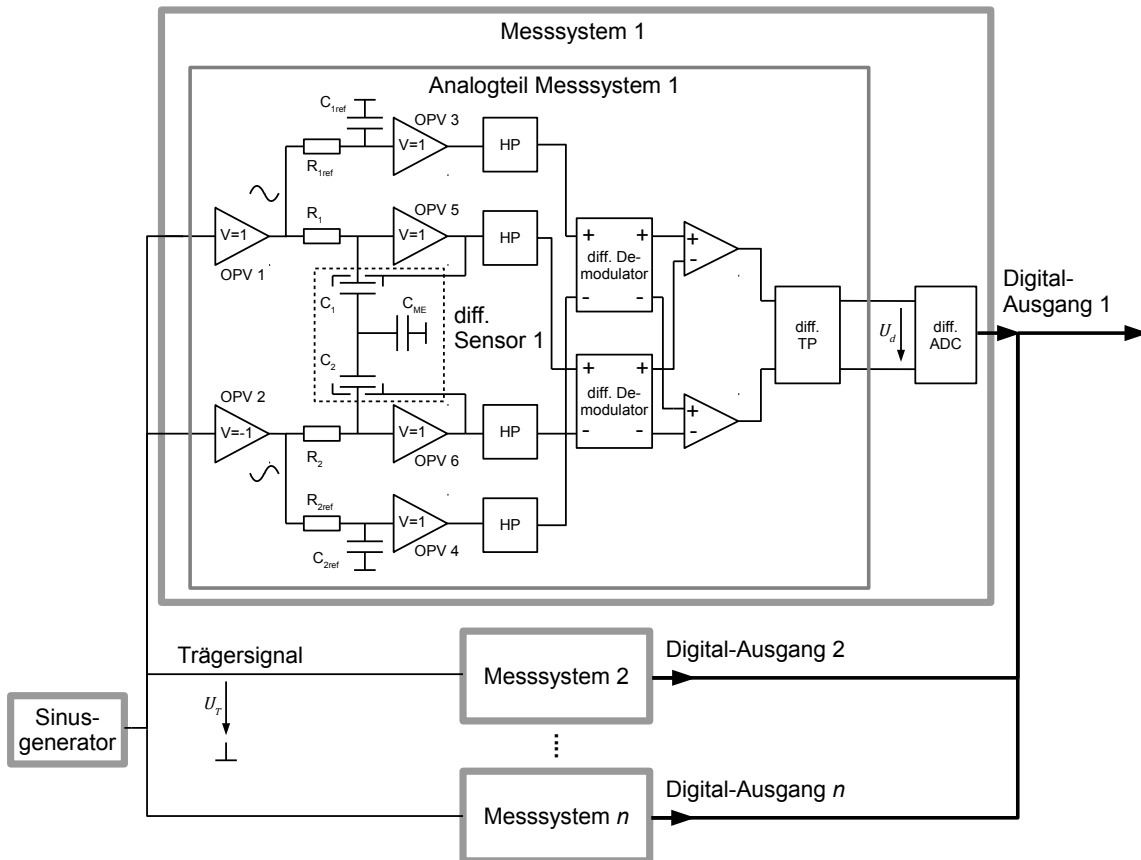 Messsystem 1
Analogteil Messsystem 1
C1ref
OPV 3
V=1
HP
R1ref
R1
OPV 5
V=1
HP
V=1
OPV 1
C1
CME
diff.
Sensor 1
C2
OPV 2
V=-1
R2
V=1
OPV 6
HP
R2ref
V=1
OPV 4
HP
C2ref
+ +
diff. De-
modulator
- -
+ +
diff. De-
modulator
- -
+
-
+
-
diff.
TP
Ud
diff.
ADC
Digital-
Ausgang 1
Trägersignal
UT
Sinus-
generator
Messsystem 2
Digital-Ausgang 2
Messsystem n
Digital-Ausgang n